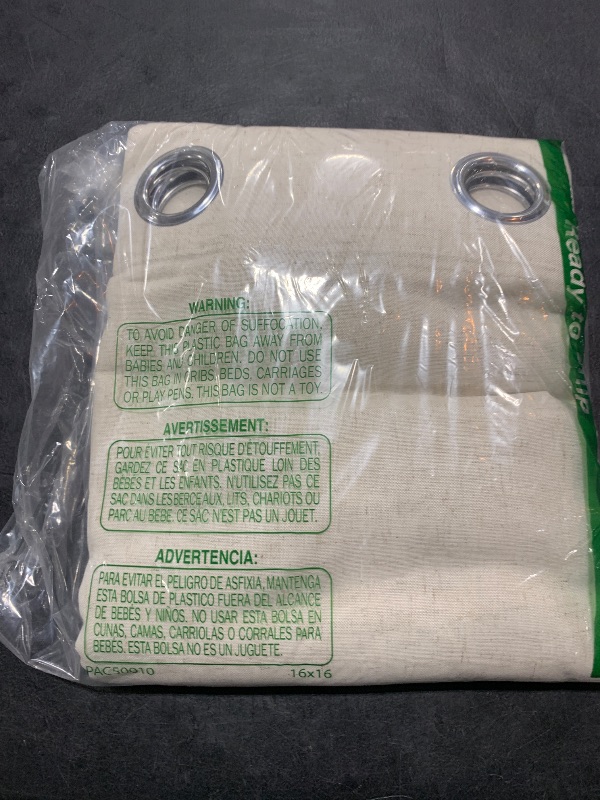 WARNING:
TO AVOID DANGER OF SUFFOCATION,
KEEP THIS PLASTIC BAG AWAY FROM
BABIES AND CHILDREN. DO NOT USE
THIS BAG IN CRIBS, BEDS, CARRIAGES
OR PLAY PENS. THIS BAG IS NOT A TOY.
AVERTISSEMENT:
POUR EVITER TOUT RISQUE D'ÉTOUFFEMENT,
GARDEZ CE SAC EN PLASTIQUE LOIN DES
BÉBÉS ET LES ENFANTS. N'UTILISEZ PAS CE
SAC DANS LES BERCEAUX, LITS, CHARIOTS OU
PARC AU BEBE. CE SAC N'EST PAS UN JOUET.
ADVERTENCIA:
PARA EVITAR EL PELIGRO DE ASFIXIA, MANTENGA
ESTA BOLSA DE PLASTICO FUERA DEL ALCANCE
DE BEBÉS Y NIÑOS. NO USAR ESTA BOLSA EN
CUNAS, CAMAS, CARRIOLAS O CORRALES PARA
BEBÉS. ESTA BOLSA NO ES UN JUGUETE.
PAC50910 16x16
Ready to Ship